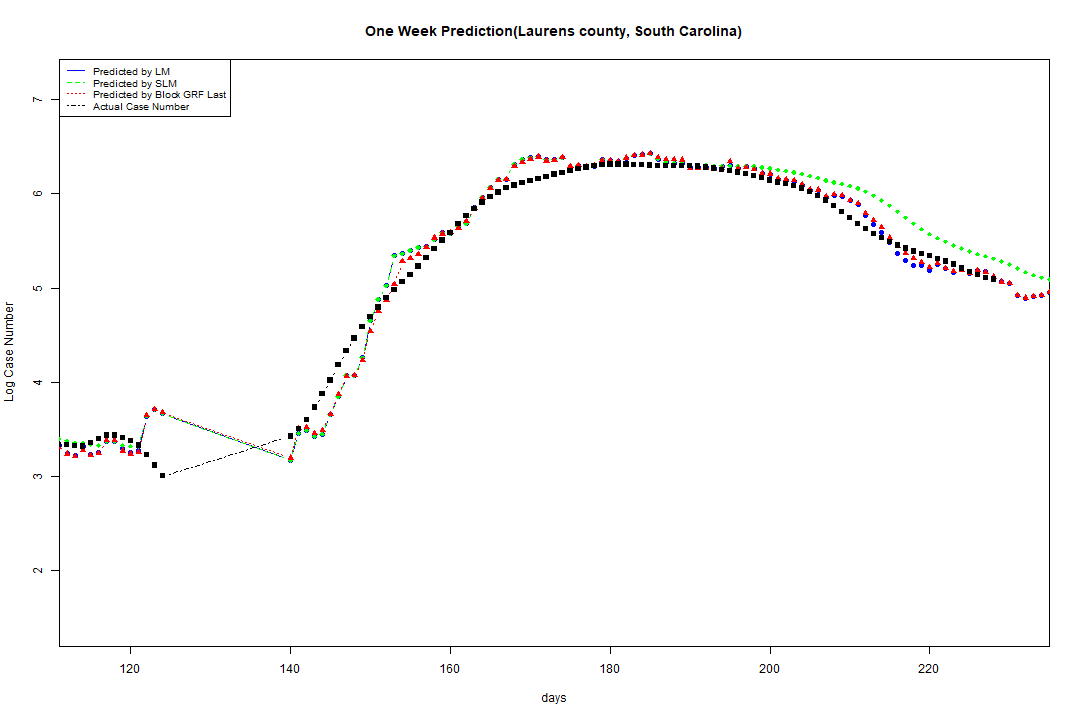 One Week Prediction(Laurens county, South Carolina)
Predicted by LM
Predicted by SLM
Predicted by Block GRF Last
Actual Case Number
7
6
5
4
3
2
Log Case Number
120 140 160 180 200 220
days